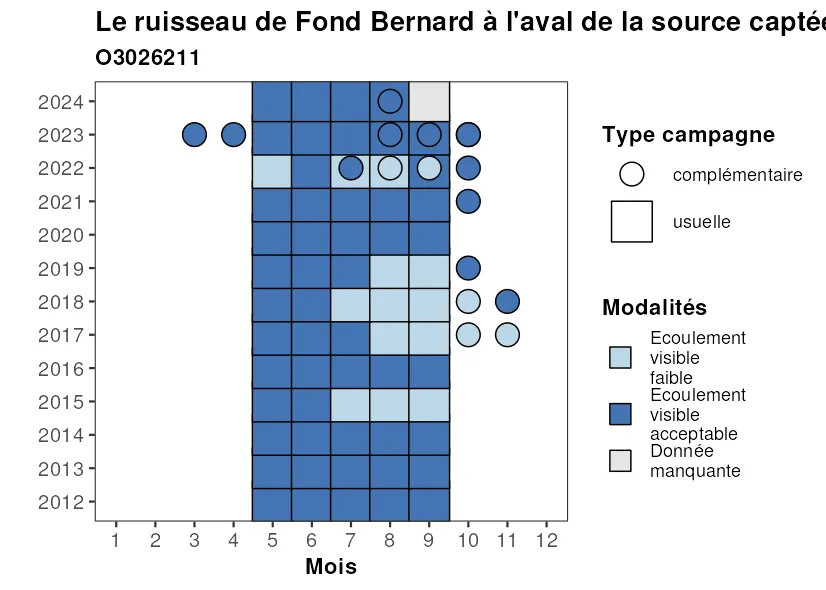 Le ruisseau de Fond Bernard à l'aval de la source captée
O3026211
2024
2023
2022
2021
2020
2019
2018
2017
2016
2015
2014
2013
2012
1 2 3 4 5 6 7 8 9 10 11 12
Mois
Type campagne
complémentaire
usuelle
Modalités
Ecoulement
visible
faible
Ecoulement
visible
acceptable
Donnée
manquante